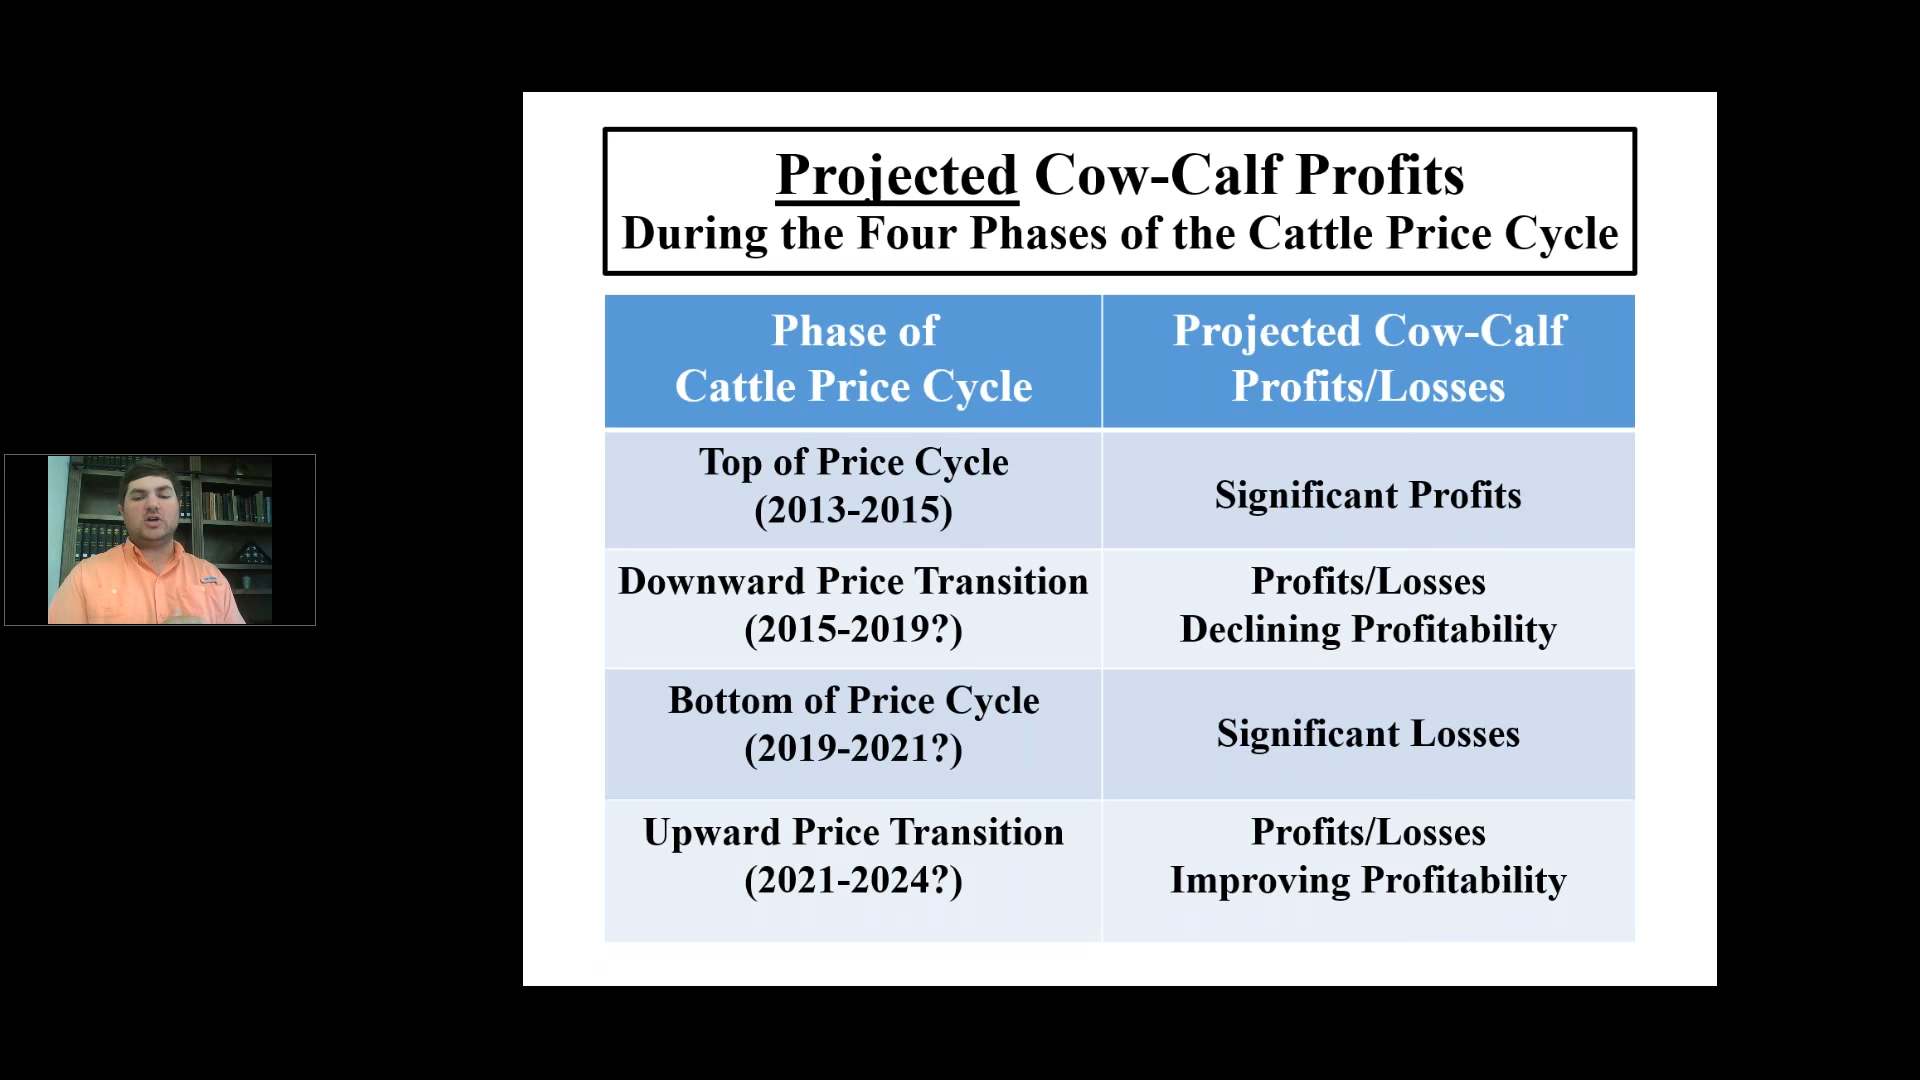 Projected Cow-Calf Profits
During the Four Phases of the Cattle Price Cycle
Phase of
Cattle Price Cycle
Projected Cow-Calf
Profits/Losses
Top of Price Cycle
(2013-2015)
Significant Profits
Downward Price Transition
(2015-2019?)
Profits/Losses
Declining Profitability
Bottom of Price Cycle
(2019-2021?)
Significant Losses
Upward Price Transition
(2021-2024?)
Profits/Losses
Improving Profitability